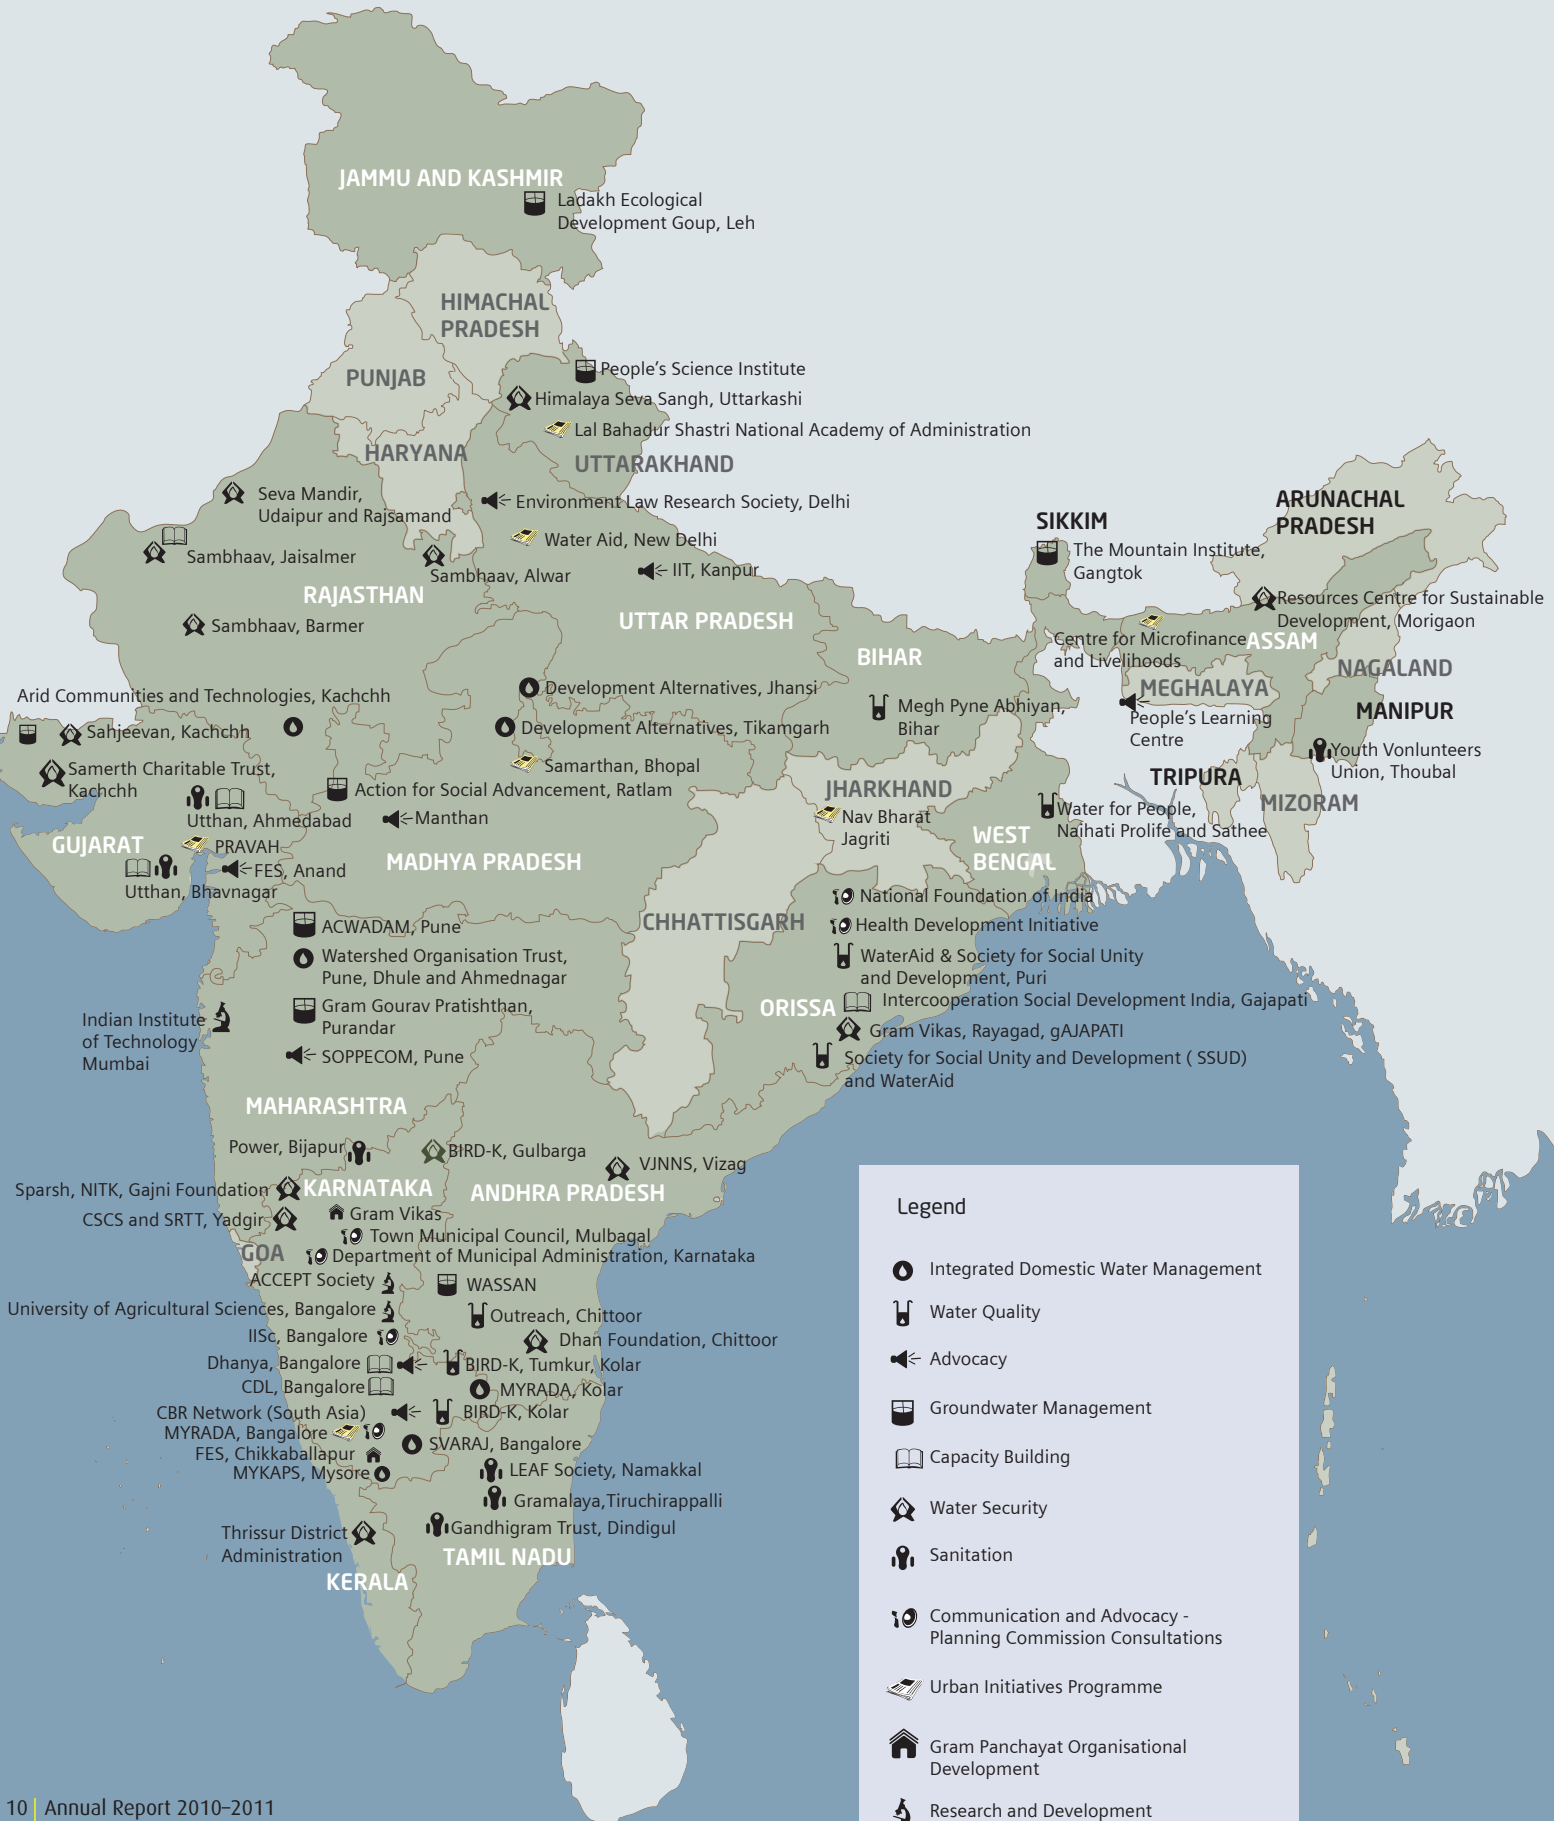 JAMMU AND KASHMIR
Ladakh Ecological
Development Goup, Leh
HIMACHAL
PRADESH
PUNJAB
People's Science Institute
Himalaya Seva Sangh, Uttarkashi
Lal Bahadur Shastri National Academy of Administration
HARYANA
UTTARAKHAND
Seva Mandir,
Udaipur and Rajsamand
Environment Law Research Society, Delhi
Water Aid, New Delhi
Sambhaav, Jaisalmer
Sambhaav, Alwar
IIT, Kanpur
RAJASTHAN
Sambhaav, Barmer
UTTAR PRADESH
SIKKIM
The Mountain Institute,
Gangtok
ARUNACHAL
PRADESH
Resources Centre for Sustainable
Development, Morigaon
Centre for Microfinance
and Livelihoods
ASSAM
BIHAR
NAGALAND
MEGHALAYA
Arid Communities and Technologies, Kachchh
Development Alternatives, Jhansi
Megh Pyne Abhiyan,
Bihar
People's Learning
Centre
MANIPUR
Sahjeevan, Kachchh
Development Alternatives, Tikamgarh
Youth Vonlunteers
Union, Thoubal
Samerth Charitable Trust,
Kachchh
Samarthan, Bhopal
Action for Social Advancement, Ratlam
JHARKHAND
TRIPURA
MIZORAM
Utthan, Ahmedabad
Manthan
Nav Bharat
Jagriti
Water for People,
Naihati Prolife and Sathee
GUJARAT
PRAVAH
MADHYA PRADESH
WEST
BENGAL
FES, Anand
Utthan, Bhavnagar
National Foundation of India
CHHATTISGARH
Health Development Initiative
ACWADAM, Pune
Watershed Organisation Trust,
Pune, Dhule and Ahmednagar
WaterAid & Society for Social Unity
and Development, Puri
Gram Gourav Pratishthan,
Purandar
ORISSA
Intercooperation Social Development India, Gajapati
Indian Institute
of Technology
Mumbai
Gram Vikas, Rayagad, gAJAPATI
SOPPECOM, Pune
Society for Social Unity and Development ( SSUD)
and WaterAid
MAHARASHTRA
Power, Bijapur
BIRD-K, Gulbarga
VJNNS, Vizag
Sparsh, NITK, Gajni Foundation
KARNATAKA
ANDHRA PRADESH
CSCS and SRTT, Yadgir
Gram Vikas
Town Municipal Council, Mulbagal
GOA
Department of Municipal Administration, Karnataka
ACCEPT Society
WASSAN
University of Agricultural Sciences, Bangalore
Outreach, Chittoor
IISc, Bangalore
Dhan Foundation, Chittoor
Dhanya, Bangalore
BIRD-K, Tumkur, Kolar
CDL, Bangalore
MYRADA, Kolar
CBR Network (South Asia)
BIRD-K, Kolar
MYRADA, Bangalore
SVARAJ, Bangalore
FES, Chikkaballapur
MYKAPS, Mysore
LEAF Society, Namakkal
Gramalaya,Tiruchirappalli
Thrissur District
Administration
Gandhigram Trust, Dindigul
TAMIL NADU
KERALA
Legend
Integrated Domestic Water Management
Water Quality
Advocacy
Groundwater Management
Capacity Building
Water Security
Sanitation
Communication and Advocacy -
Planning Commission Consultations
Urban Initiatives Programme
Gram Panchayat Organisational
Development
Research and Development
10 | Annual Report 2010–2011